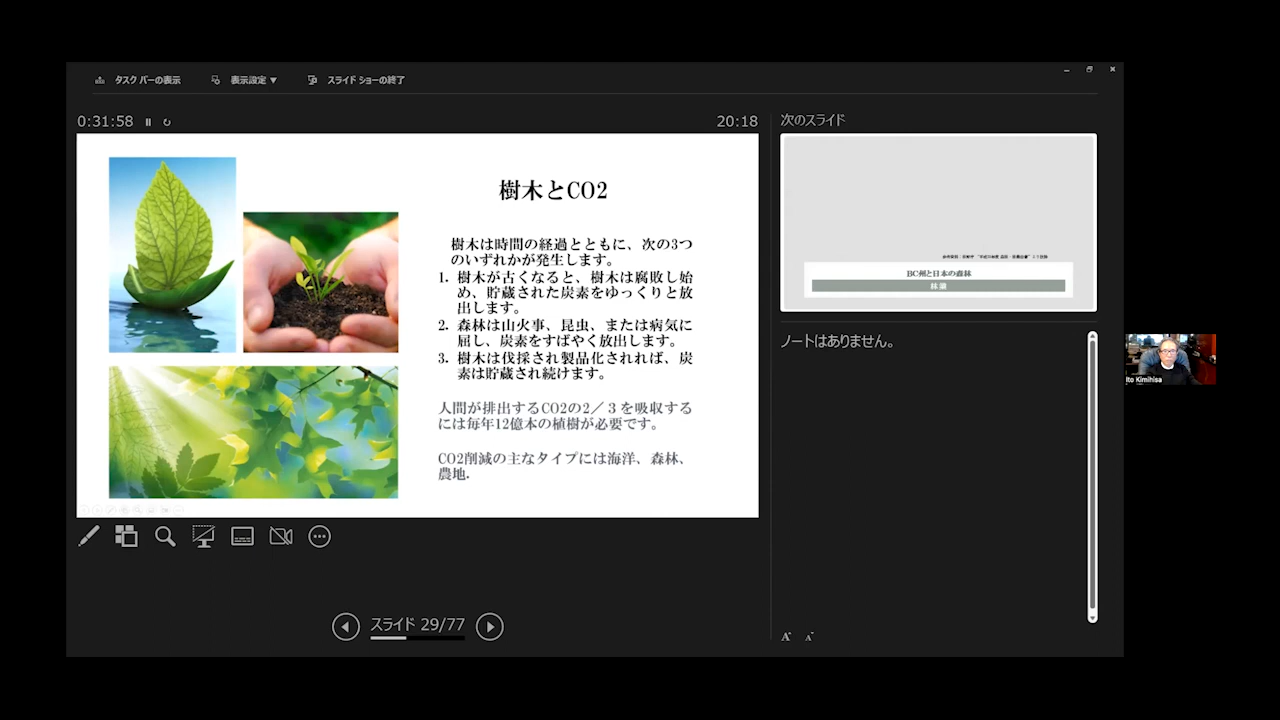 タスク バーの表示
表示設定 ▼
スライド ショーの終了
0:31:58
20:18
樹木とCO2
樹木は時間の経過とともに、次の3つ
のいずれかが発生します。
1. 樹木が古くなると、樹木は腐敗し始
め、貯蔵された炭素をゆっくりと放
出します。
2. 森林は山火事、昆虫、または病気に
屈し、炭素をすばやく放出します。
3. 樹木は伐採され製品化されれば、炭
素は貯蔵され続けます。
人間が排出するCO2の2／３を吸収する
には毎年12億本の植樹が必要です。
CO2削減の主なタイプには海洋、森林、
農地.
スライド 29/77
次のスライド
BC州と日本の森林
ノートはありません。
A A
Ito Kimihisa